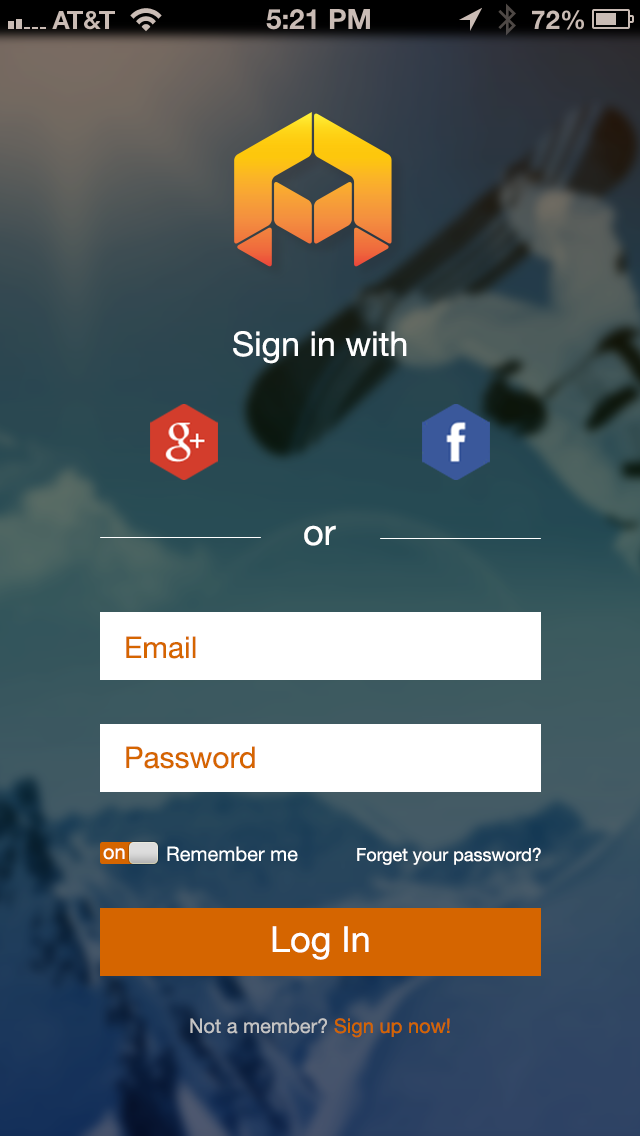 AT&T 5:21 PM 72%
Sign in with
g+ f
or
Email
Password
on Remember me Forget your password?
Log In
Not a member? Sign up now!